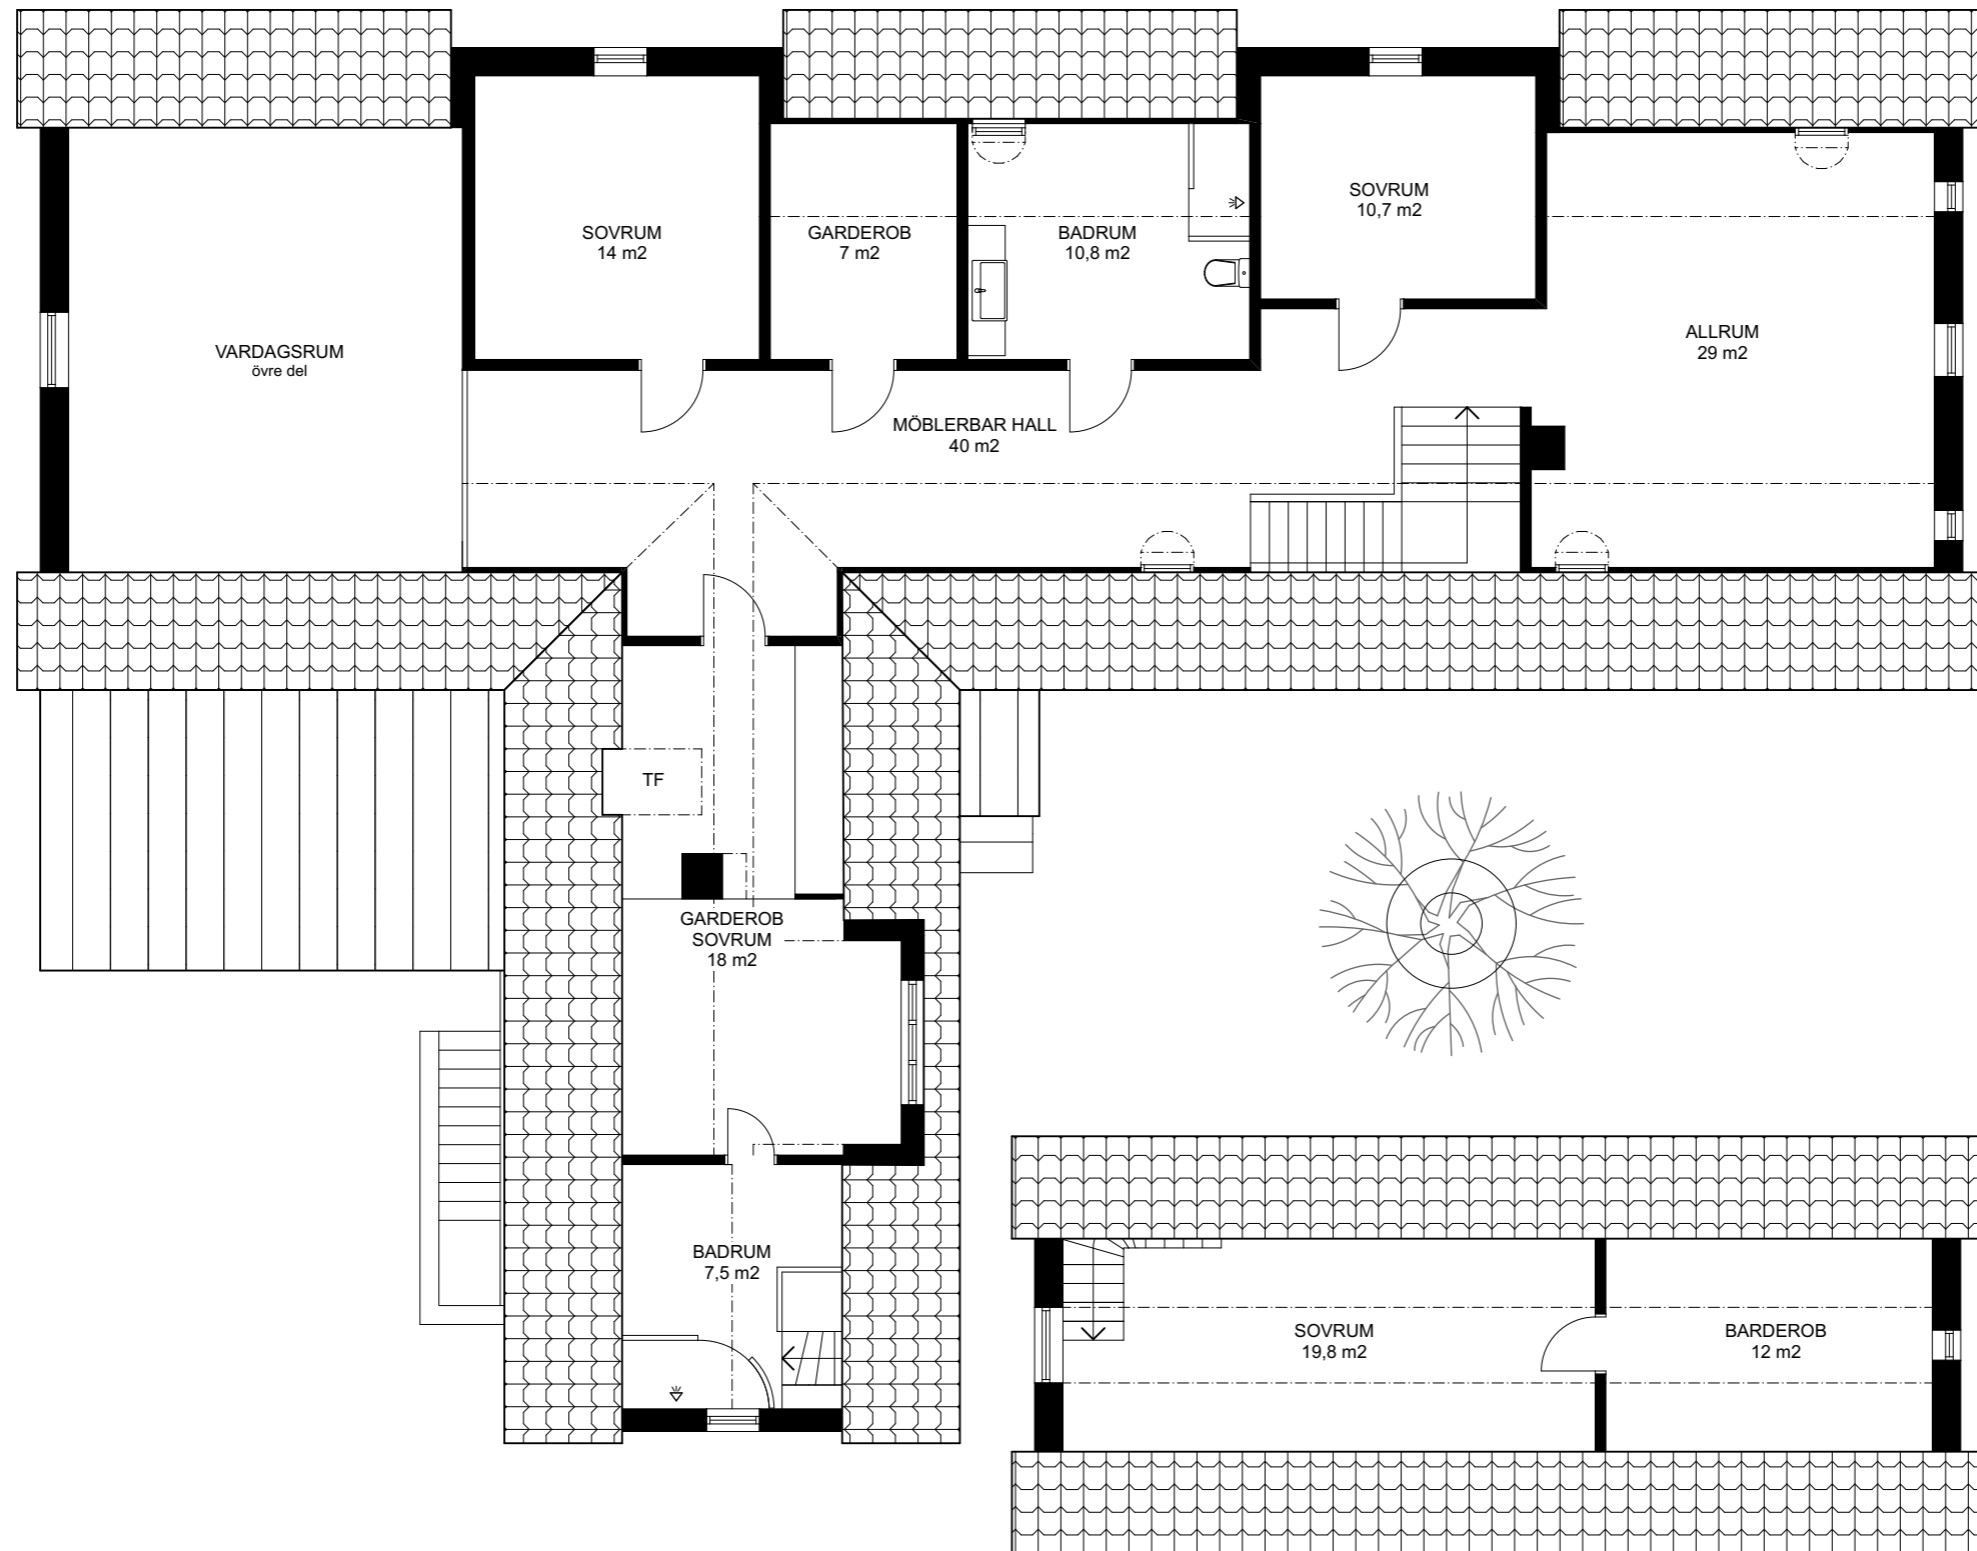 SOVRUM
10,7 m2
SOVRUM
14 m2
GARDEROB
7 m2
BADRUM
10,8 m2
VARDAGSRUM
övre del
ALLRUM
29 m2
MÖBLERBAR HALL
40 m2
TF
GARDEROB
SOVRUM
18 m2
BADRUM
7,5 m2
SOVRUM
19,8 m2
BARDEROB
12 m2